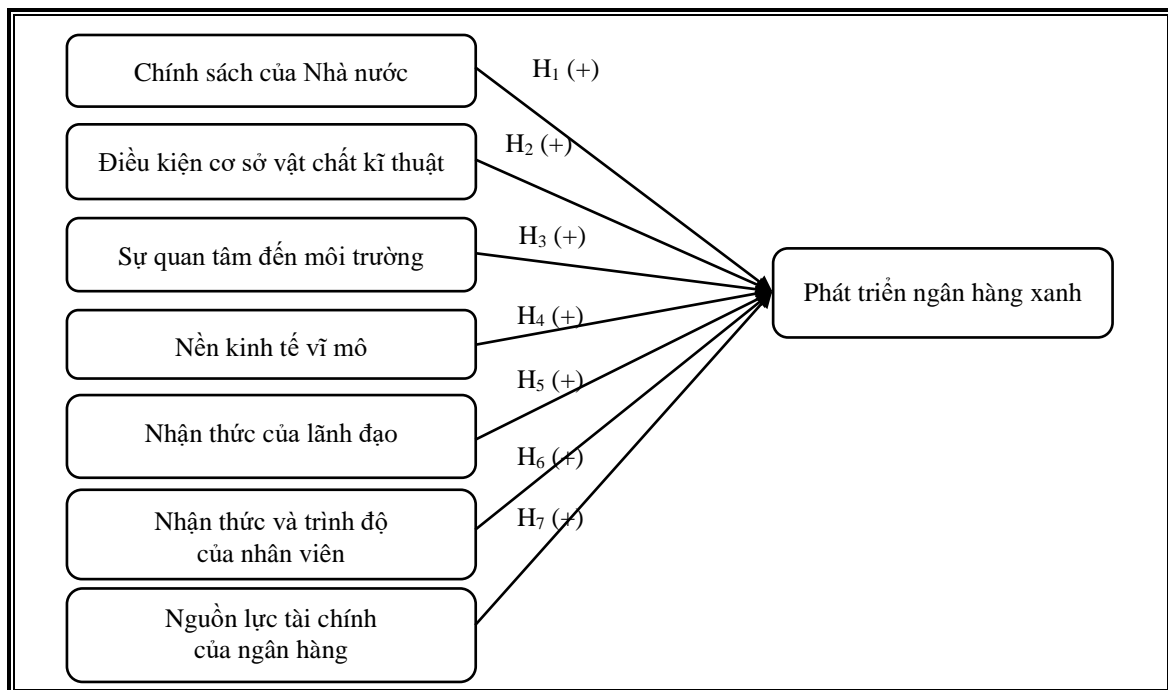 Chính sách của Nhà nước
H₁ (+)
Điều kiện cơ sở vật chất kĩ thuật
H₂ (+)
Sự quan tâm đến môi trường
H₃ (+)
Phát triển ngân hàng xanh
Nền kinh tế vĩ mô
H₄ (+)
Nhận thức của lãnh đạo
H₅ (+)
Nhận thức và trình độ
của nhân viên
H₆ (+)
Nguồn lực tài chính
của ngân hàng
H₇ (+)